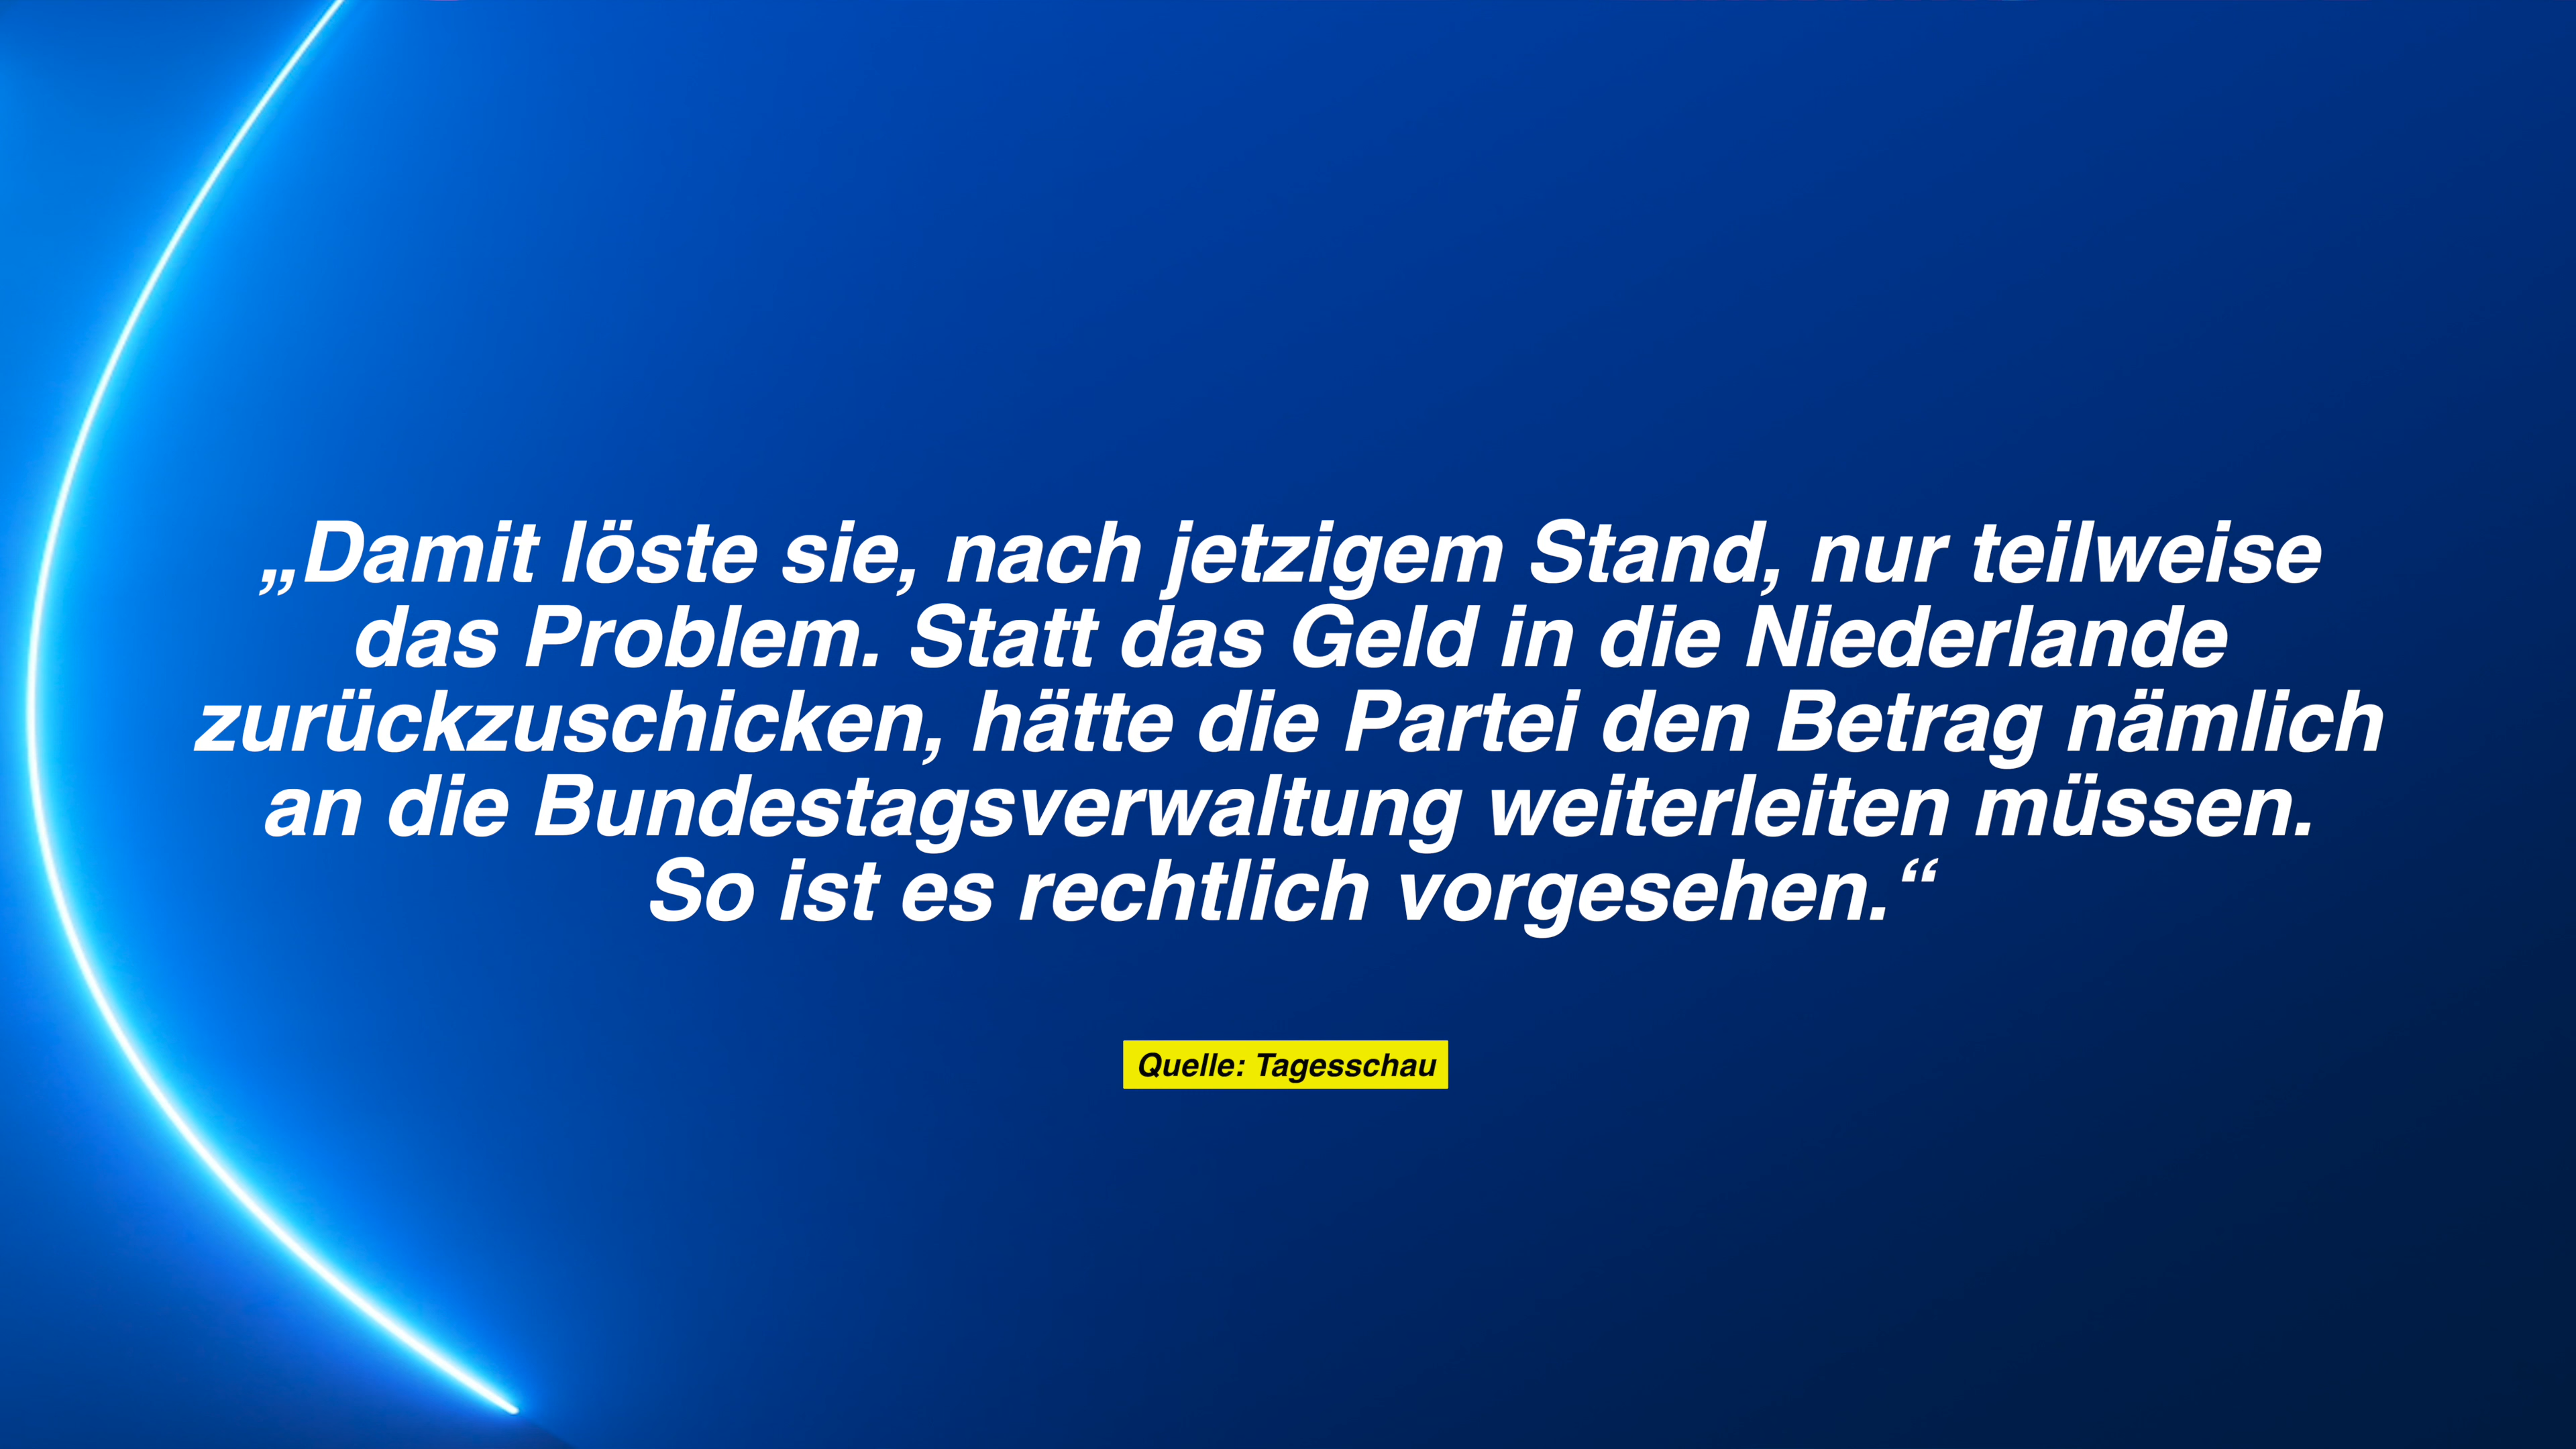 „Damit löste sie, nach jetzigem Stand, nur teilweise
das Problem. Statt das Geld in die Niederlande
zurückzuschicken, hätte die Partei den Betrag nämlich
an die Bundestagsverwaltung weiterleiten müssen.
So ist es rechtlich vorgesehen.“
Quelle: Tagesschau